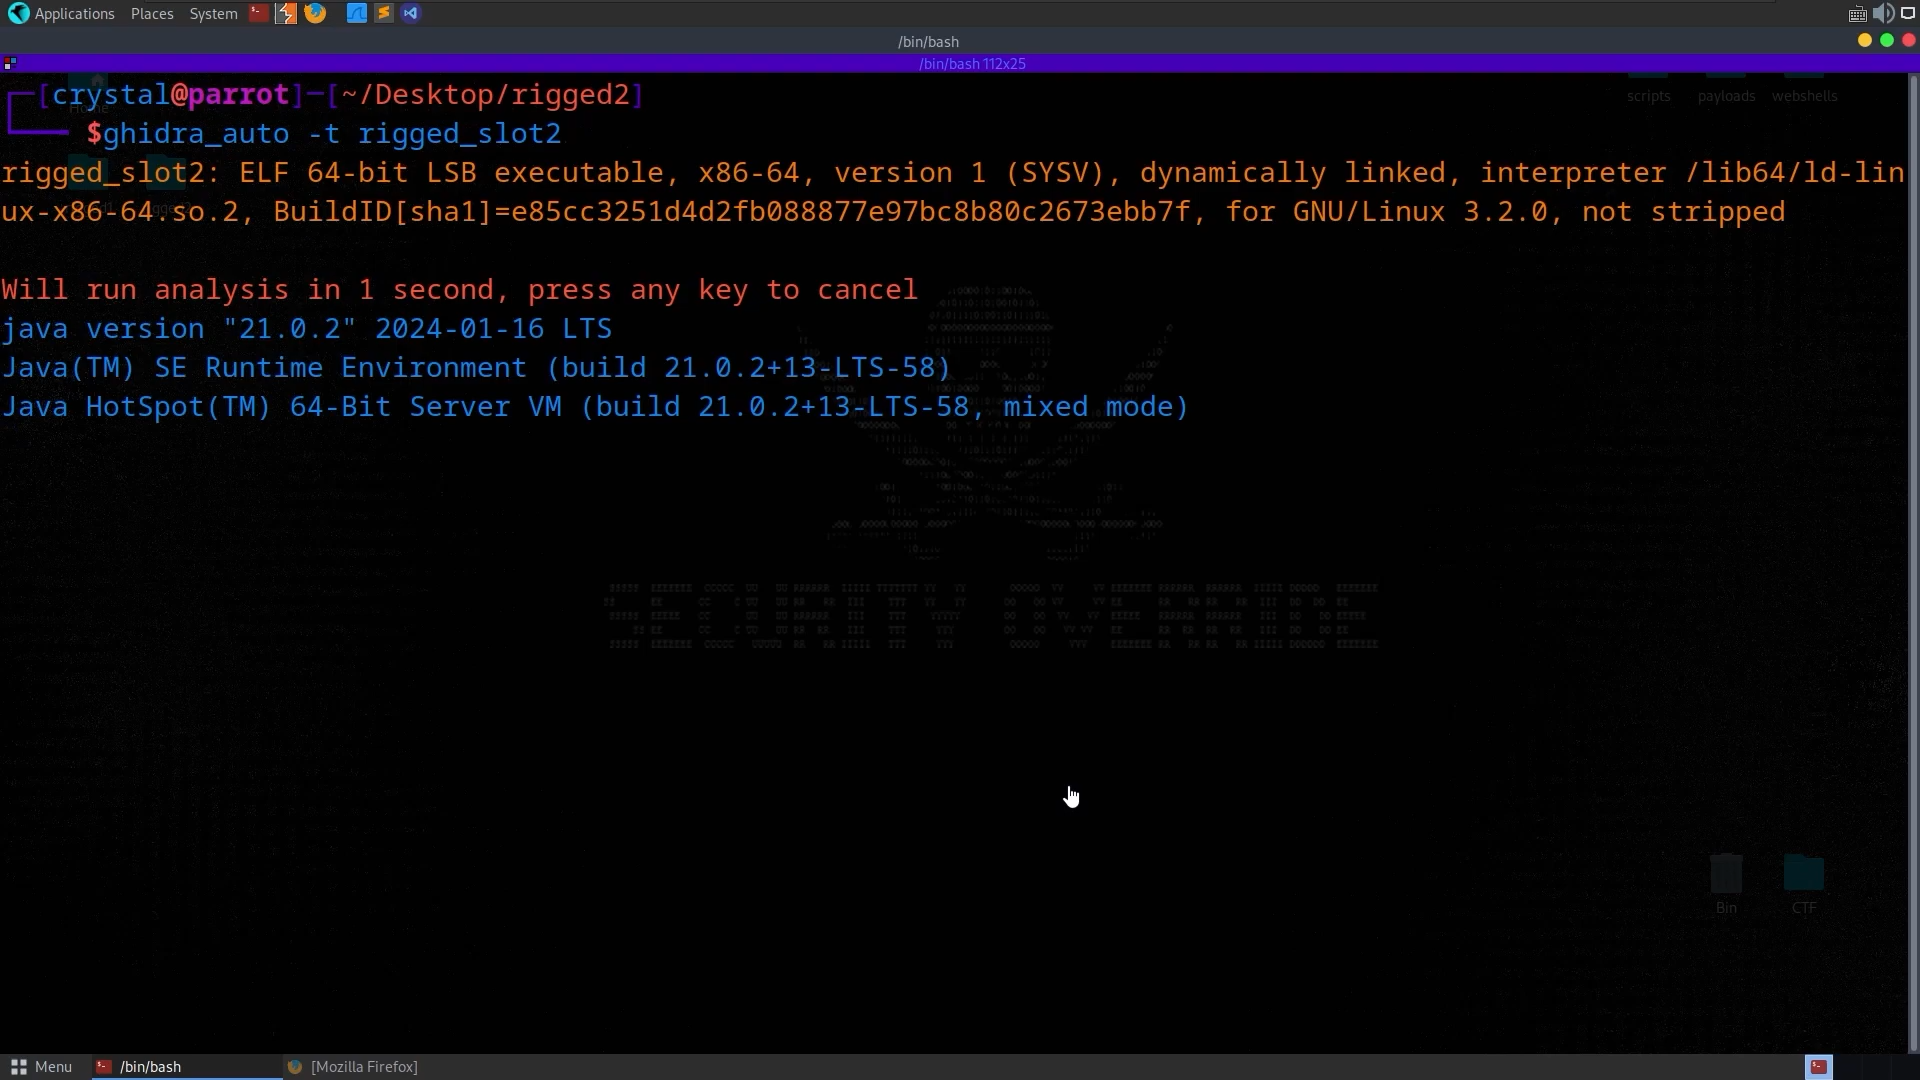 Applications Places System
/bin/bash
/bin/bash 112x25
[crystal@parrot]─[~/Desktop/rigged2]
$ghidra_auto -t rigged_slot2
rigged_slot2: ELF 64-bit LSB executable, x86-64, version 1 (SYSV), dynamically linked, interpreter /lib64/ld-lin
ux-x86-64.so.2, BuildID[sha1]=e85cc3251d4d2fb088877e97bc8b80c2673ebb7f, for GNU/Linux 3.2.0, not stripped
Will run analysis in 1 second, press any key to cancel
java version "21.0.2" 2024-01-16 LTS
Java(TM) SE Runtime Environment (build 21.0.2+13-LTS-58)
Java HotSpot(TM) 64-Bit Server VM (build 21.0.2+13-LTS-58, mixed mode)
Home
scripts payloads webshells
SECURITY OVERRIDE
Bin CTF
Menu /bin/bash [Mozilla Firefox]